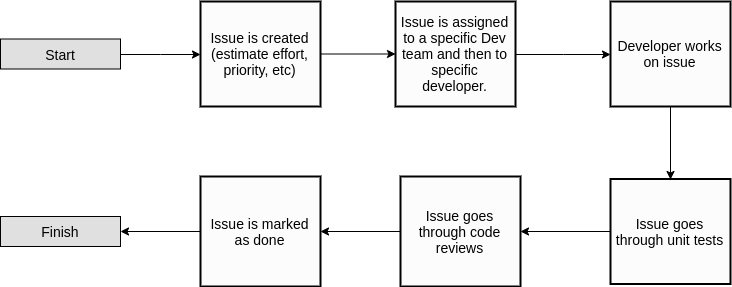 Start
Issue is created
(estimate effort,
priority, etc)
Issue is assigned
to a specific Dev
team and then to
specific
developer.
Developer works
on issue
Issue goes
through unit tests
Issue goes
through code
reviews
Issue is marked
as done
Finish